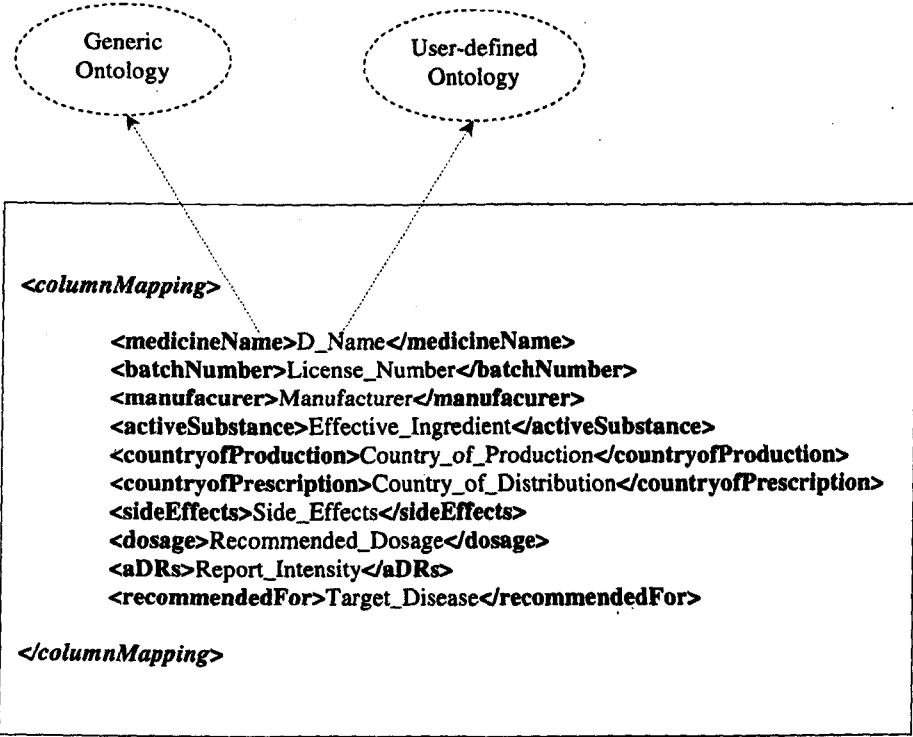 Generic
Ontology
User-defined
Ontology
<columnMapping>
<medicineName>D_Name</medicineName>
<batchNumber>License_Number</batchNumber>
<manufacurer>Manufacturer</manufacurer>
<activeSubstance>Effective_Ingredient</activeSubstance>
<countryofProduction>Country_of_Production</countryofProduction>
<countryofPrescription>Country_of_Distribution</countryofPrescription>
<sideEffects>Side_Effects</sideEffects>
<dosage>Recommended_Dosage</dosage>
<aDRs>Report_Intensity</aDRs>
<recommendedFor>Target_Disease</recommendedFor>
</columnMapping>